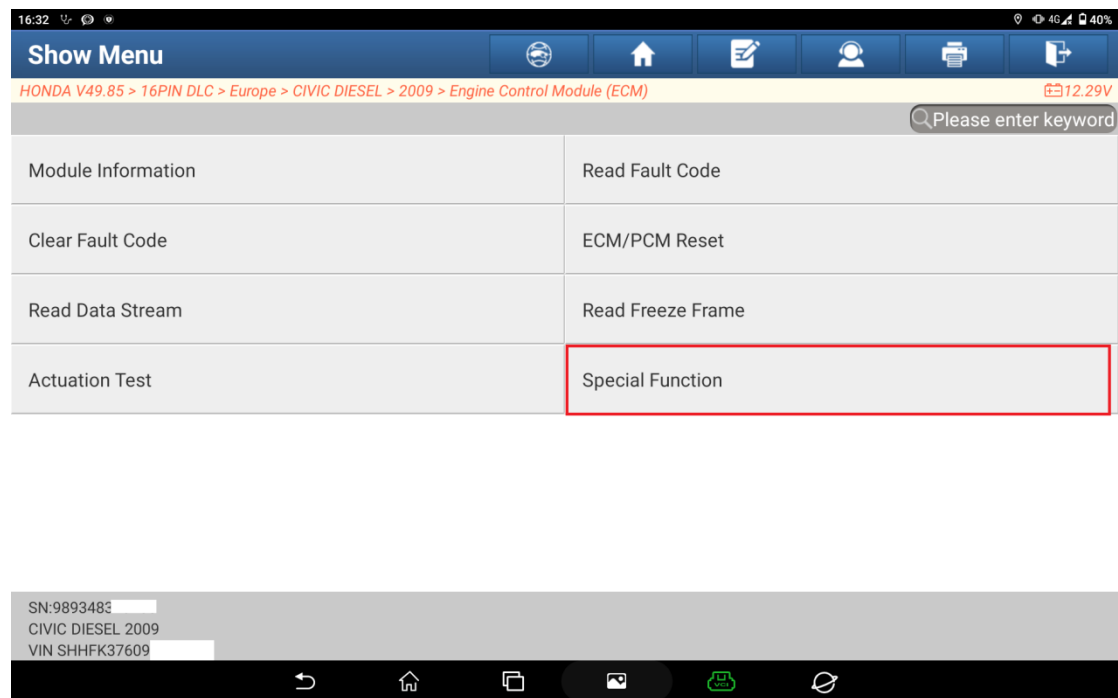 16:32 4G 40%
Show Menu
HONDA V49.85 > 16PIN DLC > Europe > CIVIC DIESEL > 2009 > Engine Control Module (ECM) 12.29V
Please enter keyword
Module Information Read Fault Code
Clear Fault Code ECM/PCM Reset
Read Data Stream Read Freeze Frame
Actuation Test Special Function
SN:9893483
CIVIC DIESEL 2009
VIN SHHFK37609
VCI